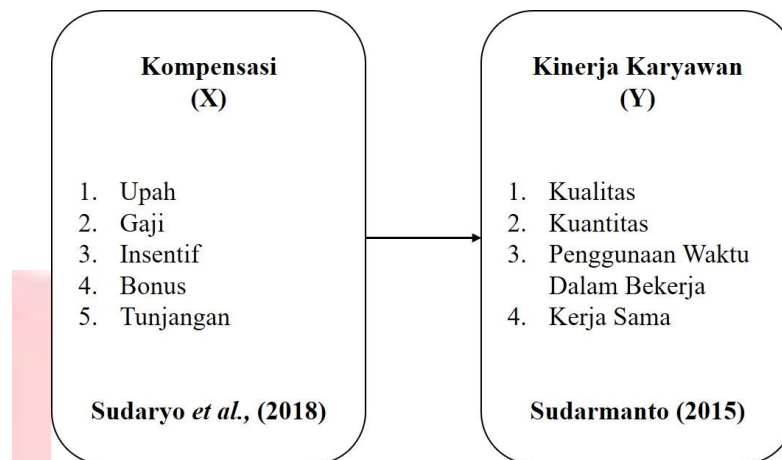 Kompensasi
(X)
1. Upah
2. Gaji
3. Insentif
4. Bonus
5. Tunjangan
Sudaryo et al., (2018)
Kinerja Karyawan
(Y)
1. Kualitas
2. Kuantitas
3. Penggunaan Waktu
Dalam Bekerja
4. Kerja Sama
Sudarmanto (2015)